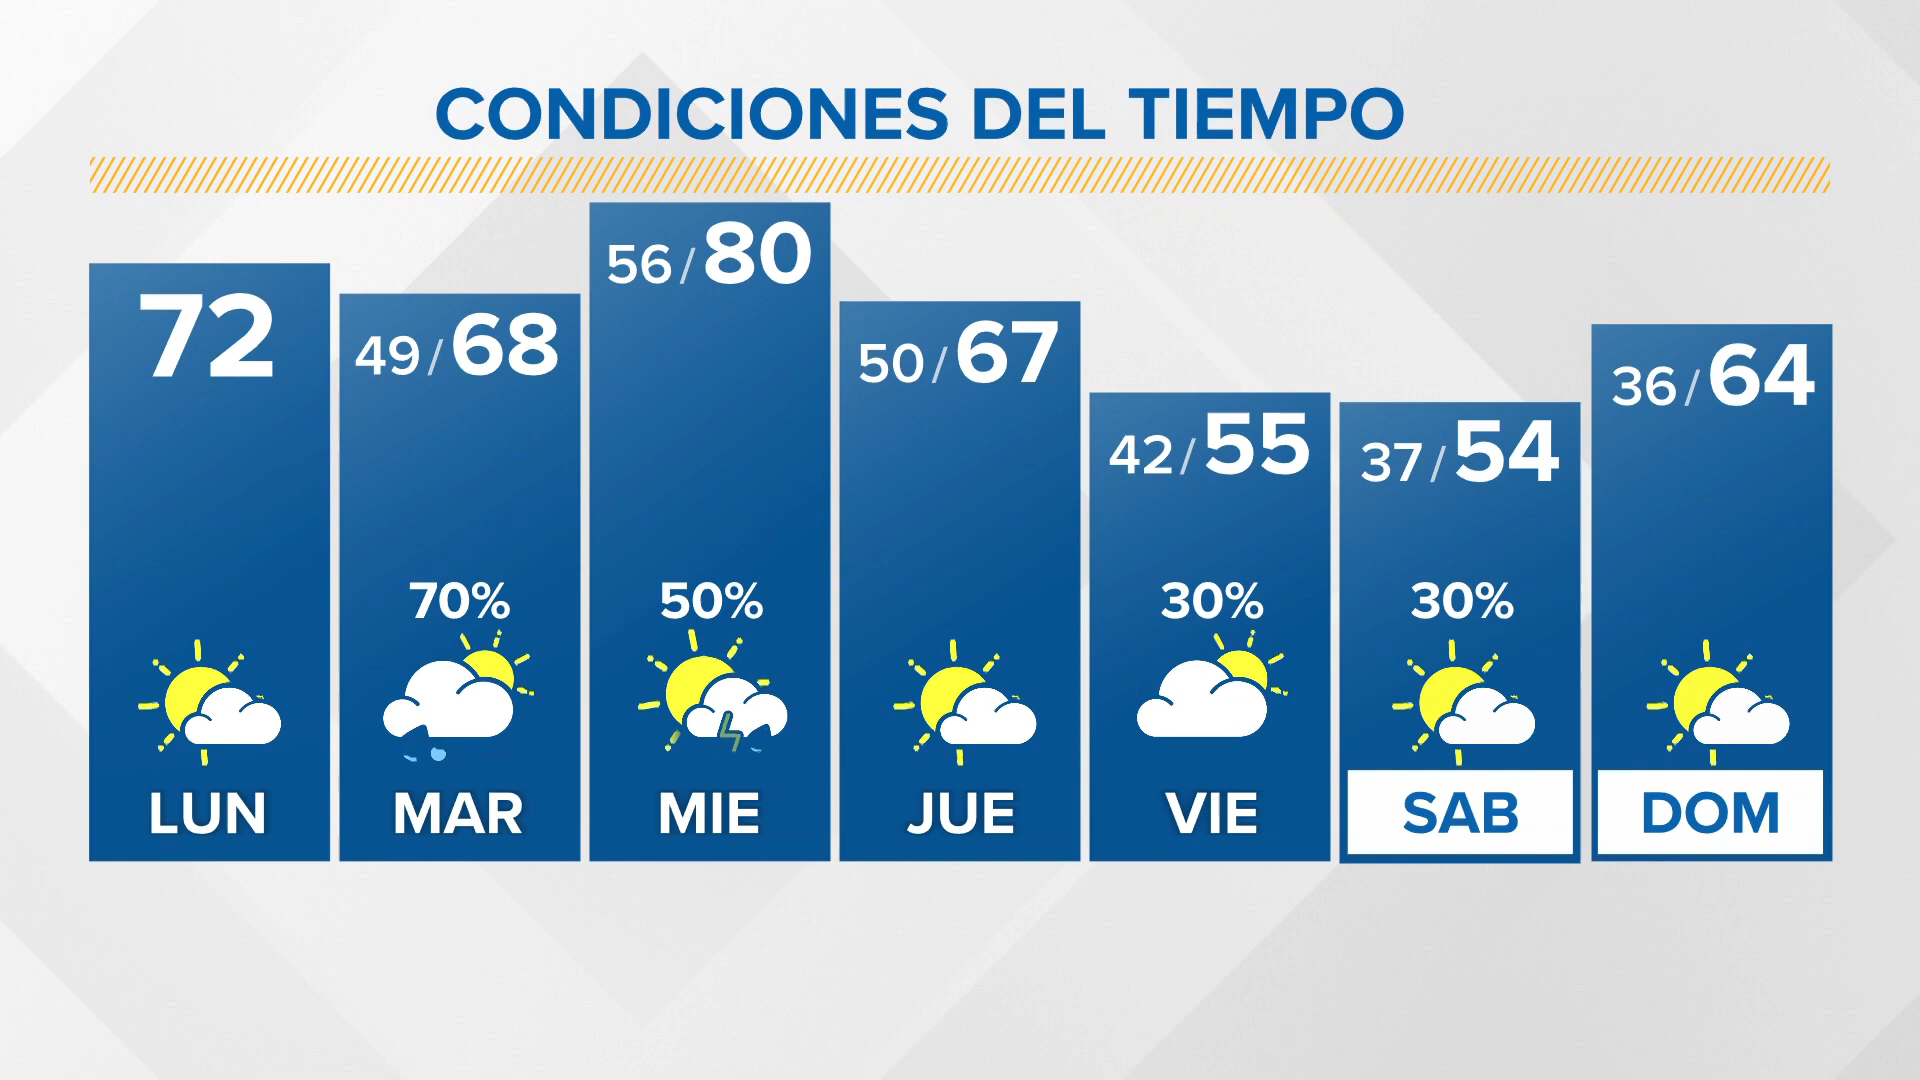 CONDICIONES DEL TIEMPO
72
LUN
49/68
70%
MAR
56/80
50%
MIE
50/67
JUE
42/55
30%
VIE
37/54
30%
SAB
36/64
DOM